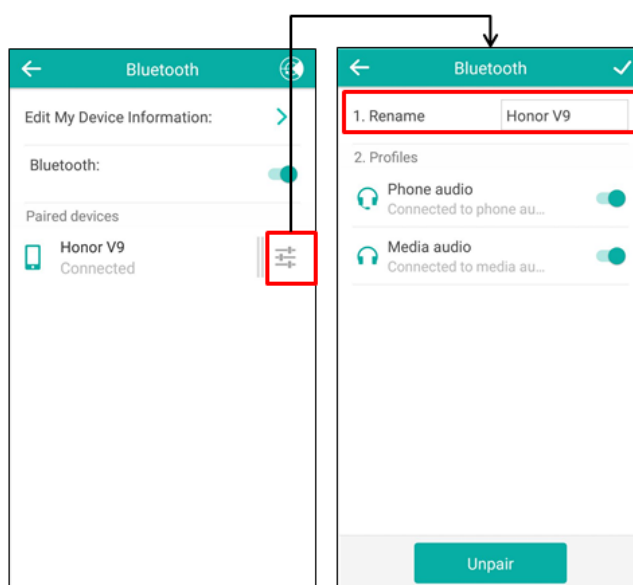 Bluetooth
Edit My Device Information:
Bluetooth:
Paired devices
Honor V9
Connected
Bluetooth
1. Rename Honor V9
2. Profiles
Phone audio
Connected to phone au...
Media audio
Connected to media au...
Unpair